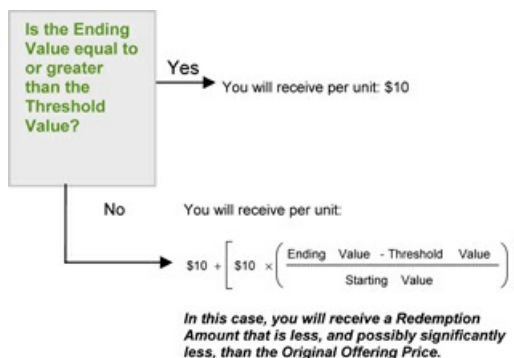 Is the Ending
Value equal to
or greater
than the
Threshold
Value?
Yes
You will receive per unit: $10
No
You will receive per unit:
$10 + [ $10 × ( Ending Value - Threshold Value
Starting Value )
In this case, you will receive a Redemption
Amount that is less, and possibly significantly
less, than the Original Offering Price.